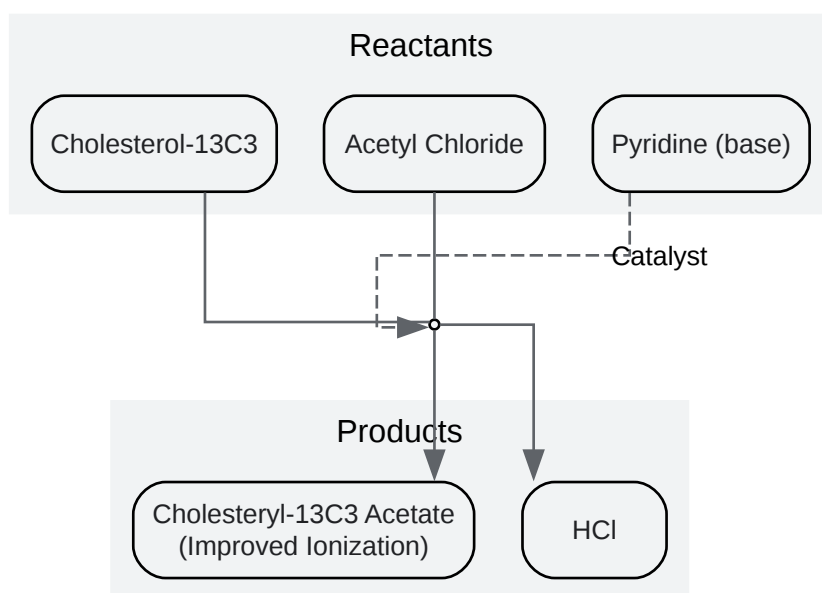 Reactants
Cholesterol-13C3
Acetyl Chloride
Pyridine (base)
Catalyst
Products
Cholesteryl-13C3 Acetate
(Improved Ionization)
HCl